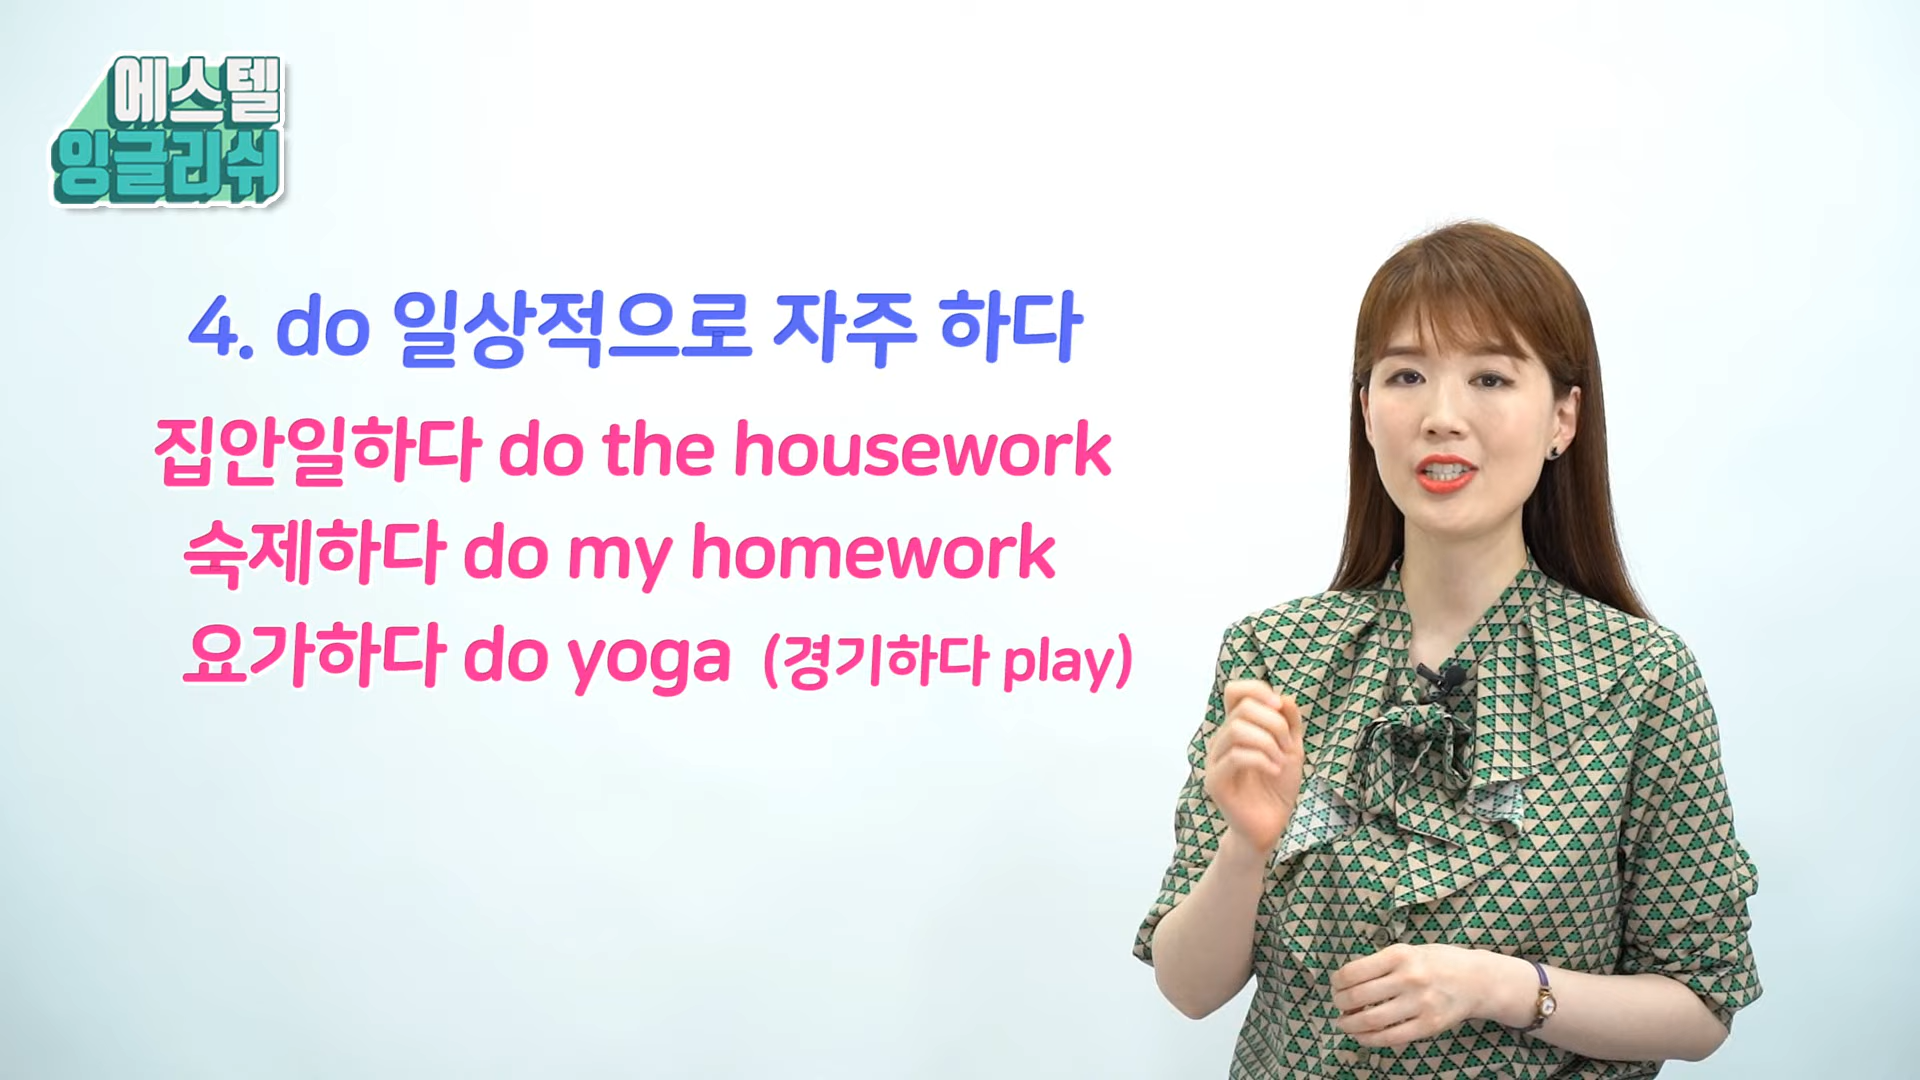 에스텔
잉글리쉬
4. do 일상적으로 자주 하다
집안일하다 do the housework
숙제하다 do my homework
요가하다 do yoga (경기하다 play)